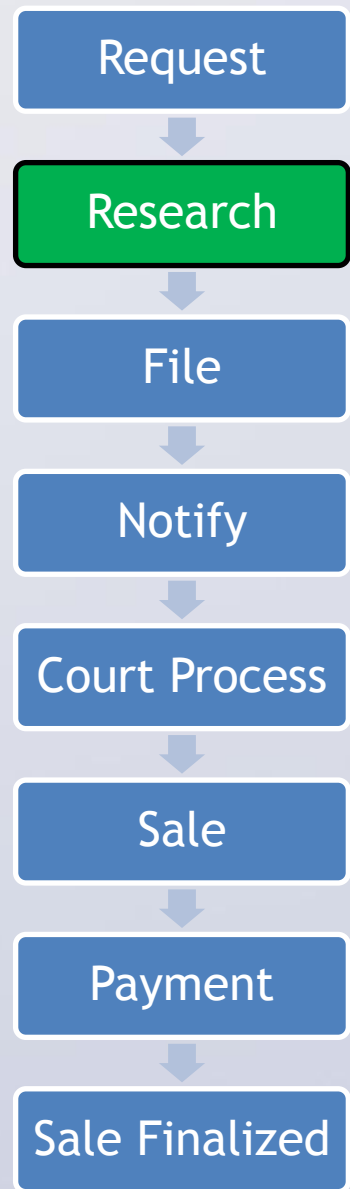 Request
Research
File
Notify
Court Process
Sale
Payment
Sale Finalized